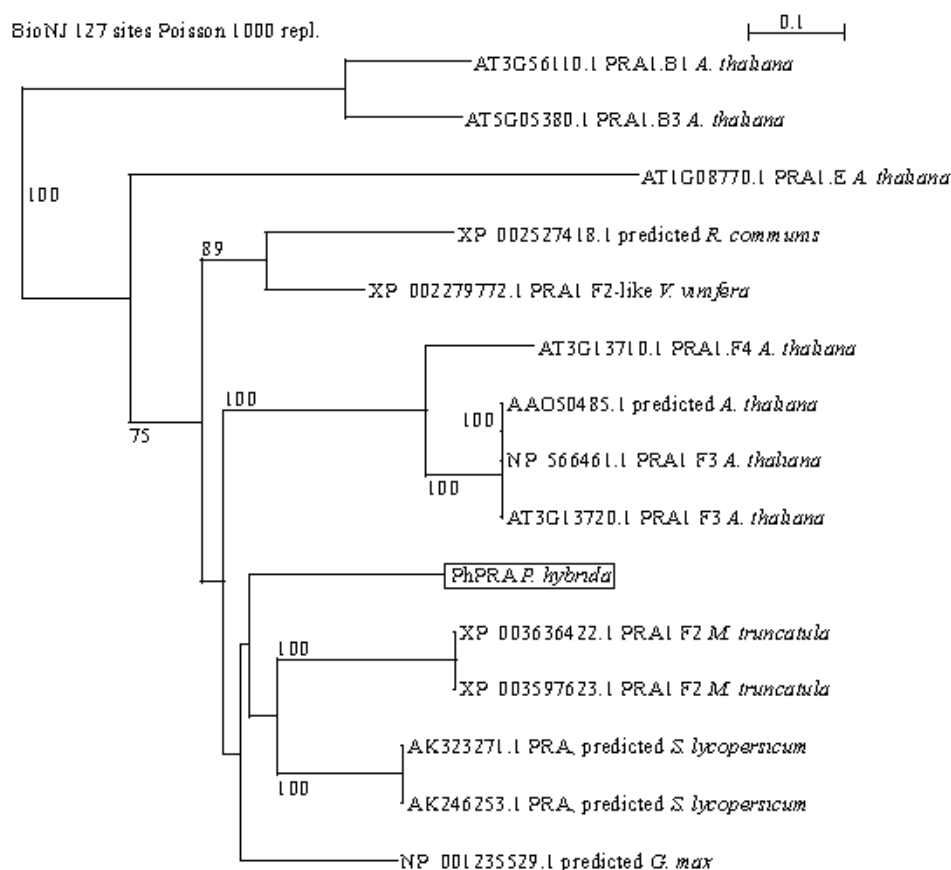 BioNJ 127 sites Poisson 1000 repl.
0.1
AT3G56110.1 PRA1.B1 A. thaliana
AT5G05380.1 PRA1.B3 A. thaliana
AT1G08770.1 PRA1.E A. thaliana
100
XP 002527418.1 predicted R. communis
89
XP 002279772.1 PRA1 F2-like V. vinifera
AT3G13710.1 PRA1.F4 A. thaliana
100
AAO50485.1 predicted A. thaliana
100
75
NP 566461.1 PRA1 F3 A. thaliana
100
AT3G13720.1 PRA1 F3 A. thaliana
PhPRA P. hybrida
XP 003636422.1 PRA1 F2 M. truncatula
100
XP 003597623.1 PRA1 F2 M. truncatula
AK323271.1 PRA, predicted S. lycopersicum
100
AK246253.1 PRA, predicted S. lycopersicum
NP 001235529.1 predicted G. max